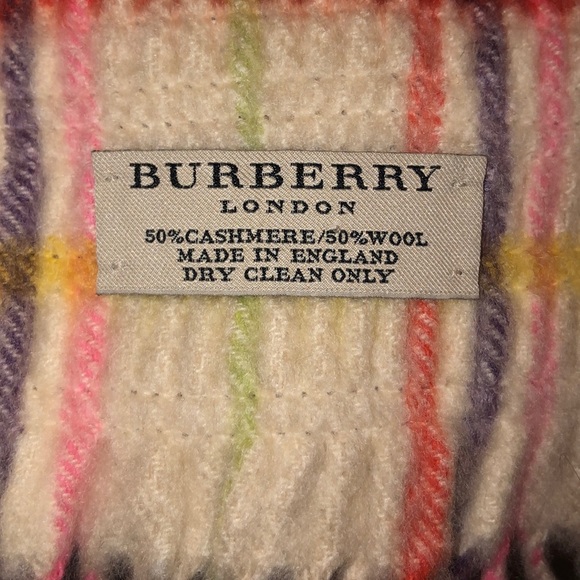 BURBERRY
LONDON
50%CASHMERE/50%WOOL
MADE IN ENGLAND
DRY CLEAN ONLY